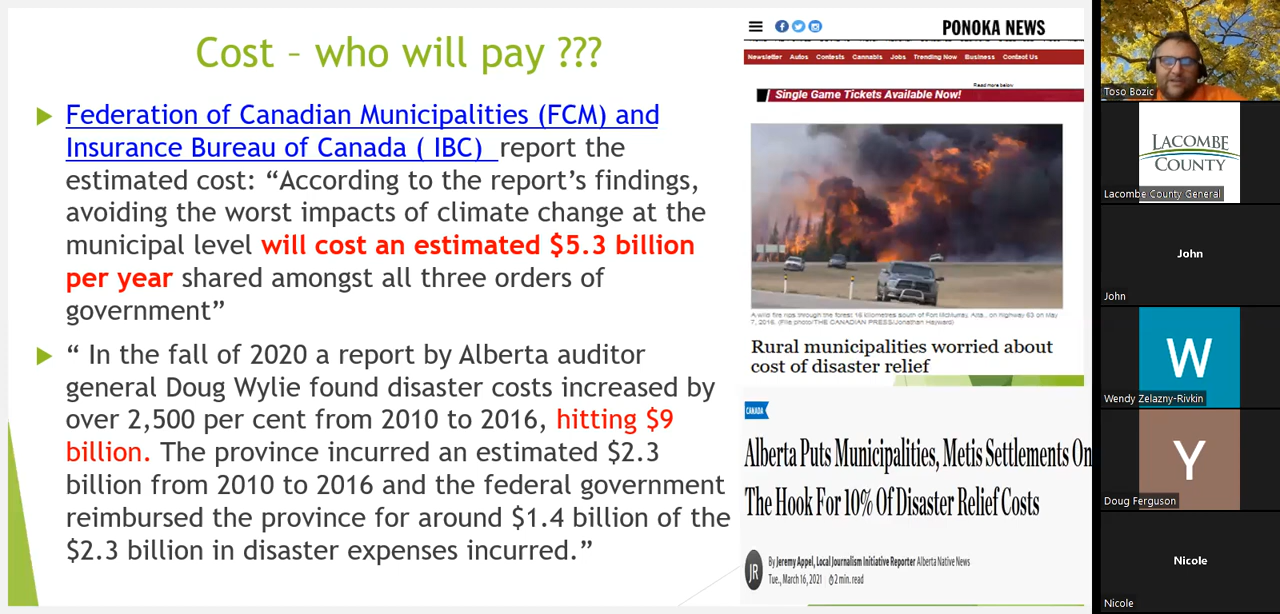 Cost – who will pay ???
Federation of Canadian Municipalities (FCM) and
Insurance Bureau of Canada ( IBC) report the
estimated cost: “According to the report’s findings,
avoiding the worst impacts of climate change at the
municipal level will cost an estimated $5.3 billion
per year shared amongst all three orders of
government”
“ In the fall of 2020 a report by Alberta auditor
general Doug Wylie found disaster costs increased by
over 2,500 per cent from 2010 to 2016, hitting $9
billion. The province incurred an estimated $2.3
billion from 2010 to 2016 and the federal government
reimbursed the province for around $1.4 billion of the
$2.3 billion in disaster expenses incurred.”
PONOKA NEWS
Newsletter Autos Contests Cannabis Jobs Trending Now Business Contact Us
Read more below
Single Game Tickets Available Now!
A wild fire rips through the forest 16 kilometres south of Fort McMurray, Alta., on highway 63 on May
7, 2016. (File photo/THE CANADIAN PRESS/Jonathan Hayward)
Rural municipalities worried about
cost of disaster relief
CANADA
Alberta Puts Municipalities, Metis Settlements On
The Hook For 10% Of Disaster Relief Costs
JR
By Jeremy Appel, Local Journalism Initiative Reporter Alberta Native News
Tue., March 16, 2021 2 min. read
Toso Bozic
LACOMBE
COUNTY
Lacombe County General
John
John
W
Wendy Zelazny-Rivkin
Y
Doug Ferguson
Nicole
Nicole